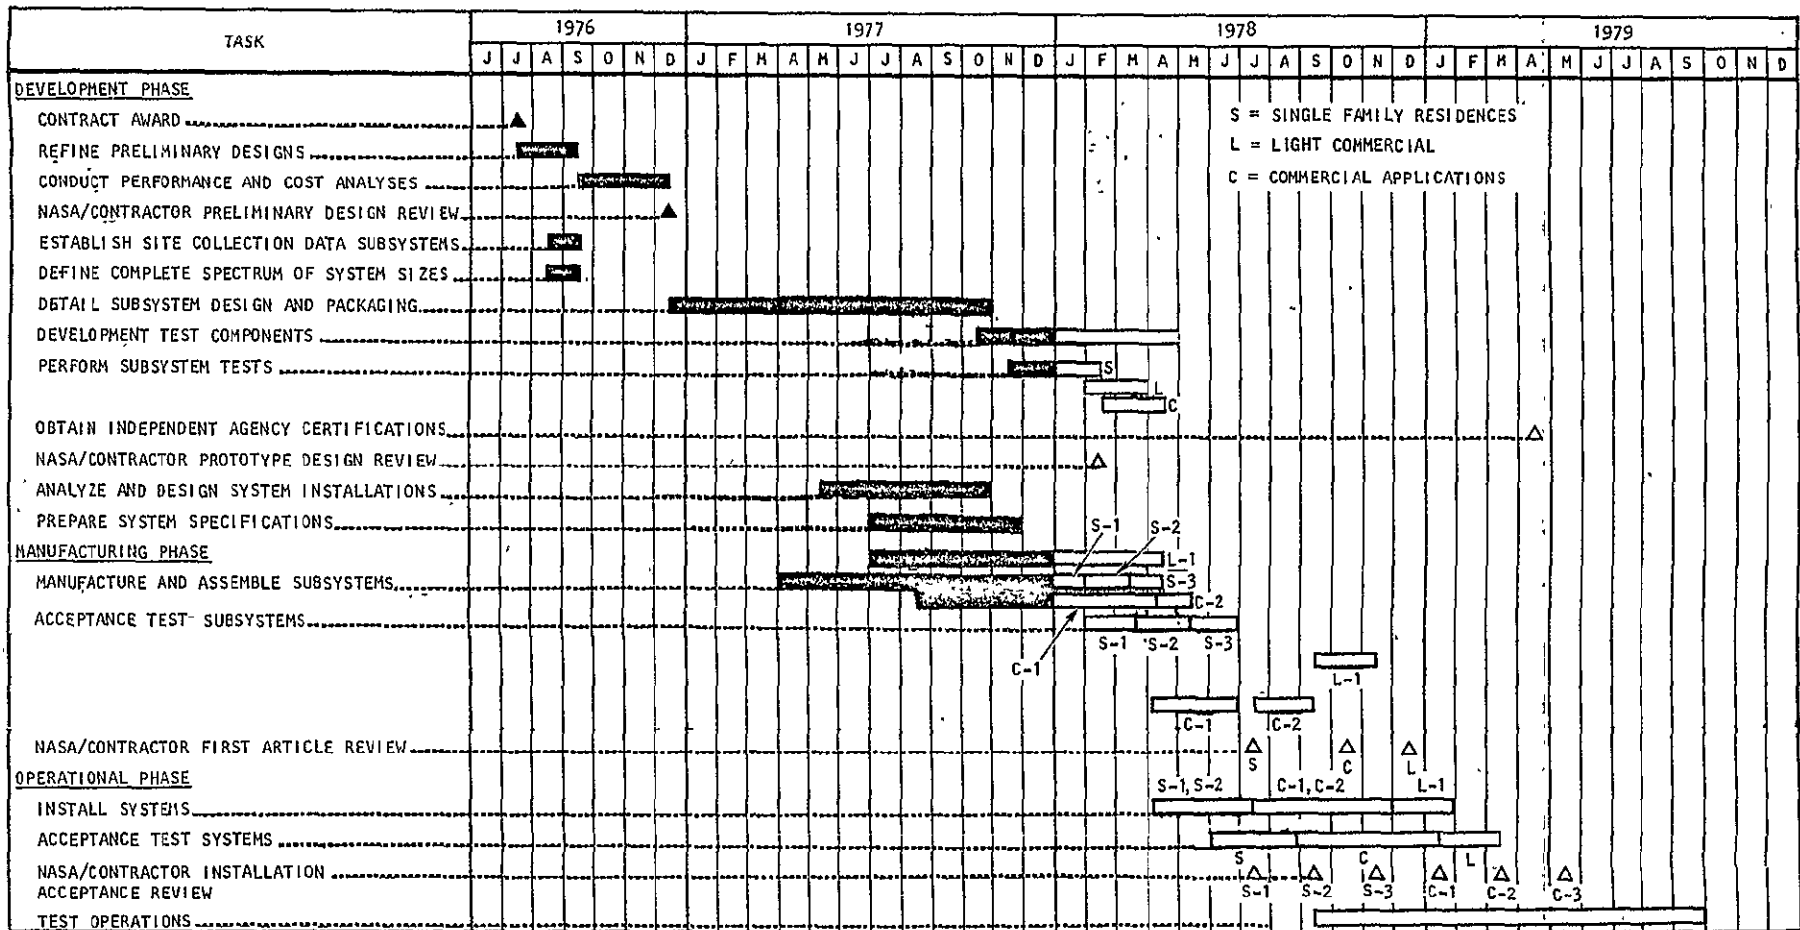 TASK
1976 1977 1978 1979
J J A S O N D J F M A M J J A S O N D J F M A M J J A S O N D J F M A M J J A S O N D
DEVELOPMENT PHASE
S = SINGLE FAMILY RESIDENCES
CONTRACT AWARD
L = LIGHT COMMERCIAL
REFINE PRELIMINARY DESIGNS
C = COMMERCIAL APPLICATIONS
CONDUCT PERFORMANCE AND COST ANALYSES
NASA/CONTRACTOR PRELIMINARY DESIGN REVIEW
ESTABLISH SITE COLLECTION DATA SUBSYSTEMS
DEFINE COMPLETE SPECTRUM OF SYSTEM SIZES
DETAIL SUBSYSTEM DESIGN AND PACKAGING
DEVELOPMENT TEST COMPONENTS
PERFORM SUBSYSTEM TESTS S
L
C
OBTAIN INDEPENDENT AGENCY CERTIFICATIONS
NASA/CONTRACTOR PROTOTYPE DESIGN REVIEW
ANALYZE AND DESIGN SYSTEM INSTALLATIONS
PREPARE SYSTEM SPECIFICATIONS
S-1 S-2
MANUFACTURING PHASE
L-1
MANUFACTURE AND ASSEMBLE SUBSYSTEMS S-3
C-2
ACCEPTANCE TEST SUBSYSTEMS
S-1 S-2 S-3
C-1
L-1
C-1 C-2
NASA/CONTRACTOR FIRST ARTICLE REVIEW
S C L
OPERATIONAL PHASE
S-1, S-2 C-1, C-2 L-1
INSTALL SYSTEMS
ACCEPTANCE TEST SYSTEMS
S C L
NASA/CONTRACTOR INSTALLATION
ACCEPTANCE REVIEW
S-1 S-2 S-3 C-1 C-2 C-3
TEST OPERATIONS